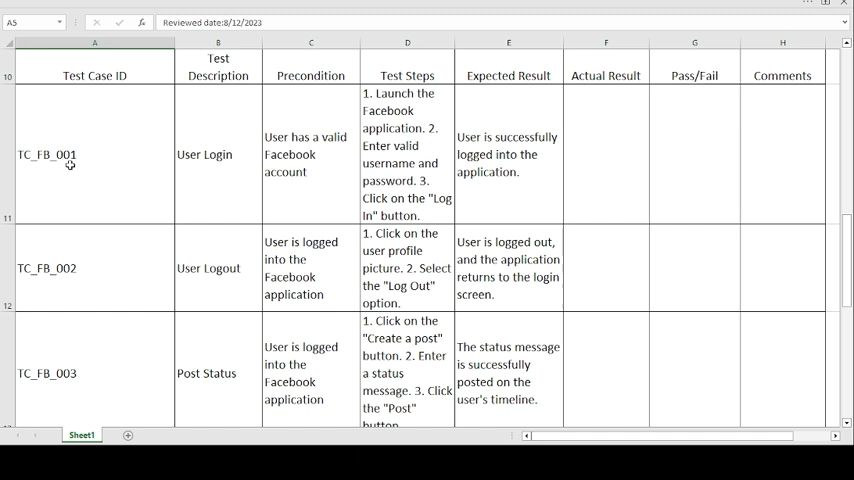 A5
fx
Reviewed date:8/12/2023
A B C D E F G H
10
Test Case ID
Test
Description
Precondition
Test Steps
Expected Result
Actual Result
Pass/Fail
Comments
11
TC_FB_001
User Login
User has a valid
Facebook
account
1. Launch the
Facebook
application. 2.
Enter valid
username and
password. 3.
Click on the "Log
In" button.
User is successfully
logged into the
application.
12
TC_FB_002
User Logout
User is logged
into the
Facebook
application
1. Click on the
user profile
picture. 2. Select
the "Log Out"
option.
User is logged out,
and the application
returns to the login
screen.
TC_FB_003
Post Status
User is logged
into the
Facebook
application
1. Click on the
"Create a post"
button. 2. Enter
a status
message. 3. Click
the "Post"
button.
The status message
is successfully
posted on the
user's timeline.
Sheet1